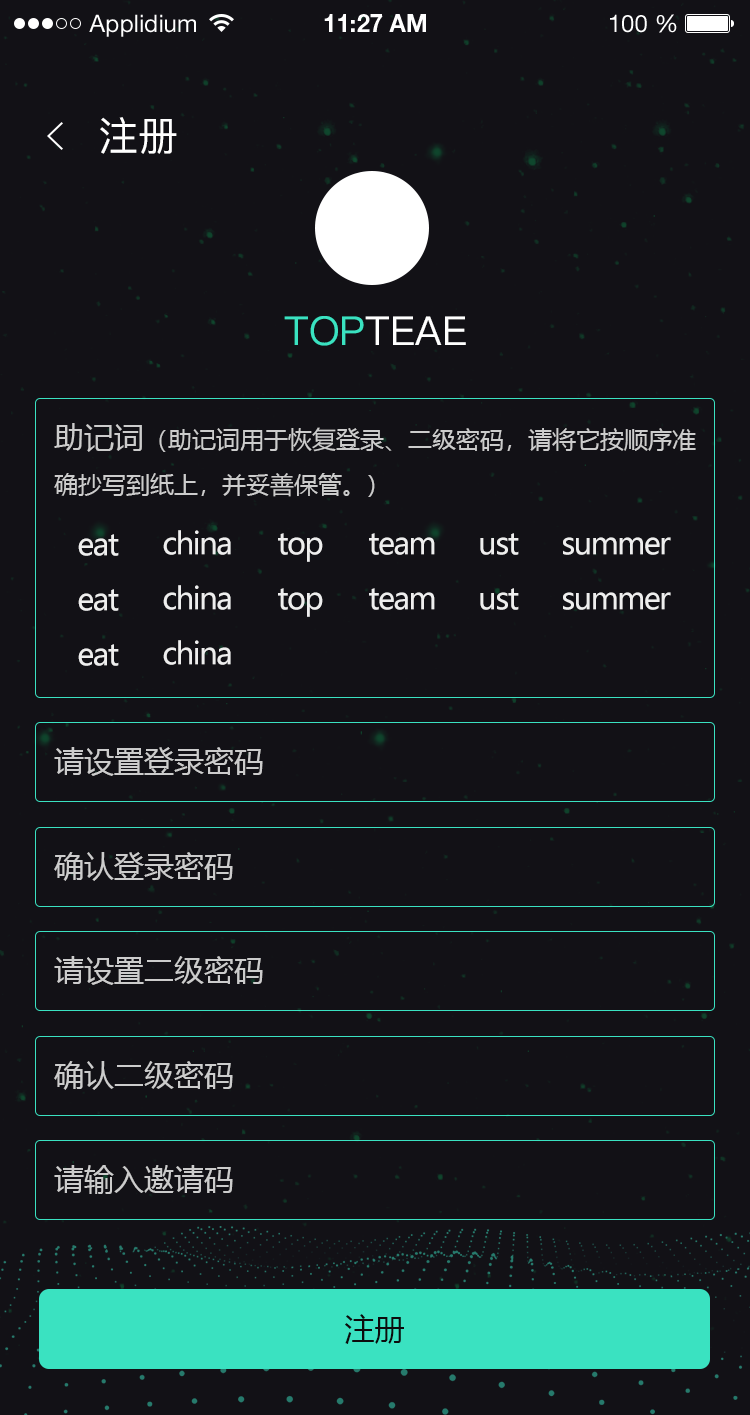 Applidium 11:27 AM 100 %
注册
TOPTEAE
助记词（助记词用于恢复登录、二级密码，请将它按顺序准
确抄写到纸上，并妥善保管。）
eat china top team ust summer
eat china top team ust summer
eat china
请设置登录密码
确认登录密码
请设置二级密码
确认二级密码
请输入邀请码
注册